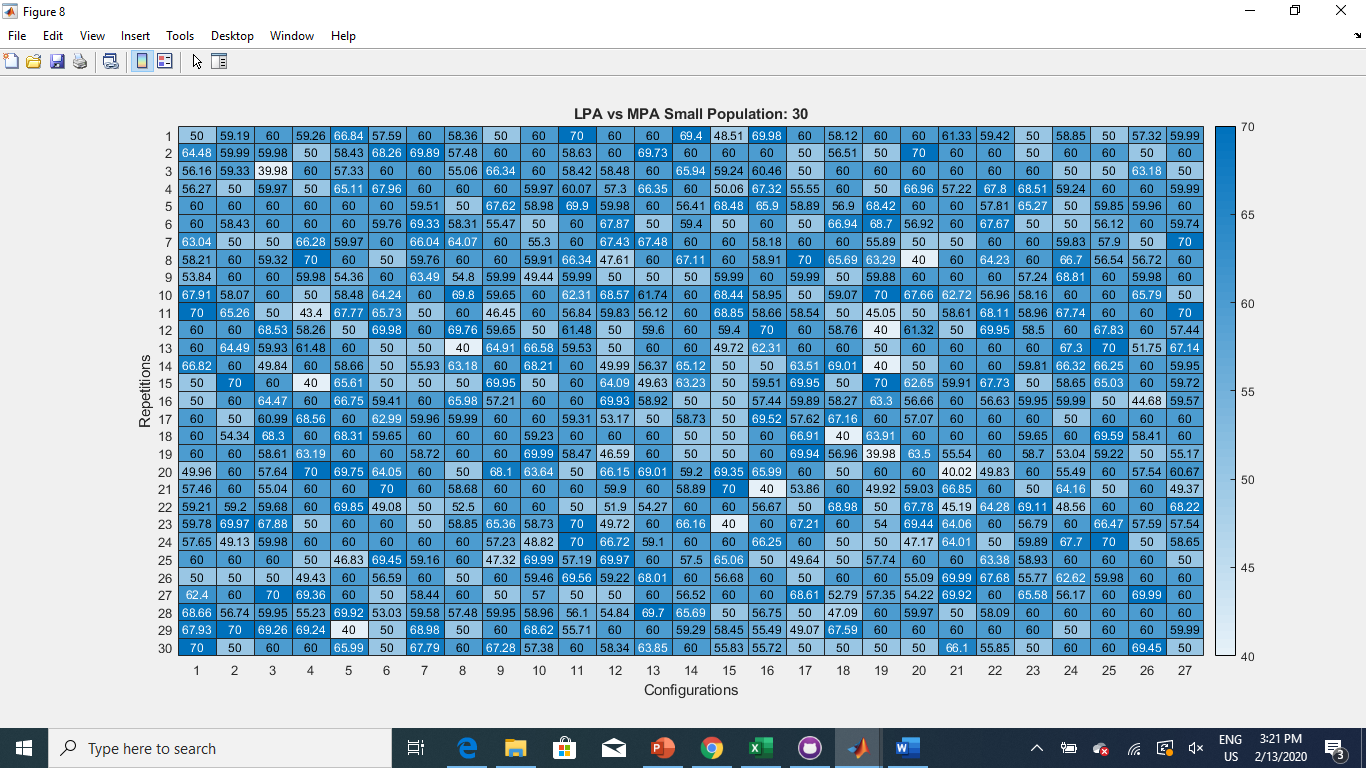 Figure 8
File Edit View Insert Tools Desktop Window Help
LPA vs MPA Small Population: 30
1 50 59.19 60 59.26 66.84 57.59 60 58.36 50 60 70 60 60 69.4 48.51 69.98 60 58.12 60 60 61.33 59.42 50 58.85 50 57.32 59.99
2 64.48 59.99 59.98 50 58.43 68.26 69.89 57.48 60 60 58.63 60 69.73 60 60 60 50 56.51 50 70 60 60 50 60 60 50 60
3 56.16 59.33 39.98 60 57.33 60 60 55.06 66.34 60 58.42 58.48 60 65.94 59.24 60.46 50 60 60 60 60 60 60 50 50 63.18 50
4 56.27 50 59.97 50 65.11 67.96 60 60 60 59.97 60.07 57.3 66.35 60 50.06 67.32 55.55 60 50 66.96 57.22 67.8 68.51 59.24 60 60 59.99
5 60 60 60 60 60 60 59.51 50 67.62 58.98 69.9 59.98 60 56.41 68.48 65.9 58.89 56.9 68.42 60 60 57.81 65.27 50 59.85 59.96 60
6 60 58.43 60 60 60 59.76 69.33 58.31 55.47 50 60 67.87 50 59.4 50 60 50 66.94 68.7 56.92 60 67.67 50 50 56.12 60 59.74
7 63.04 50 50 66.28 59.97 60 66.04 64.07 60 55.3 60 67.43 67.48 60 60 58.18 60 60 55.89 50 50 60 60 59.83 57.9 50 70
8 58.21 60 59.32 70 60 50 59.76 60 60 59.91 66.34 47.61 60 67.11 60 58.91 70 65.69 63.29 40 60 64.23 60 66.7 56.54 56.72 60
9 53.84 60 60 59.98 54.36 60 63.49 54.8 59.99 49.44 59.99 50 50 50 59.99 60 59.99 50 59.88 60 60 60 57.24 68.81 60 59.98 60
10 67.91 58.07 60 50 58.48 64.24 60 69.8 59.65 60 62.31 68.57 61.74 60 68.44 58.95 50 59.07 70 67.66 62.72 56.96 58.16 60 60 65.79 50
11 70 65.26 50 43.4 67.77 65.73 50 60 46.45 60 56.84 59.83 56.12 60 68.85 58.66 58.54 50 45.05 50 58.61 68.11 58.96 67.74 60 60 70
12 60 60 68.53 58.26 50 69.98 60 69.76 59.65 50 61.48 50 59.6 60 59.4 70 60 58.76 40 61.32 50 69.95 58.5 60 67.83 60 57.44
13 60 64.49 59.93 61.48 60 50 50 40 64.91 66.58 59.53 50 60 60 49.72 62.31 60 60 50 60 60 60 60 67.3 70 51.75 67.14
14 66.82 60 49.84 60 58.66 50 55.93 63.18 60 68.21 60 49.99 56.37 65.12 50 50 63.51 69.01 40 50 60 60 59.81 66.32 66.25 60 59.95
15 50 70 60 40 65.61 50 50 50 69.95 50 60 64.09 49.63 63.23 50 59.51 69.95 50 70 62.65 59.91 67.73 50 58.65 65.03 60 59.72
16 50 60 64.47 60 66.75 59.41 60 65.98 57.21 60 60 69.93 58.92 50 50 57.44 59.89 58.27 63.3 56.66 60 56.63 59.95 59.99 50 44.68 59.57
17 60 50 60.99 68.56 60 62.99 59.96 59.99 60 60 59.31 53.17 50 58.73 50 69.52 57.62 67.16 60 57.07 60 60 60 50 60 60 60
18 60 54.34 68.3 60 68.31 59.65 60 60 60 59.23 60 60 60 50 50 60 66.91 40 63.91 60 60 60 59.65 60 69.59 58.41 60
19 60 60 58.61 63.19 60 60 58.72 60 60 69.99 58.47 46.59 60 50 50 60 69.94 56.96 39.98 63.5 55.54 60 58.7 53.04 59.22 50 55.17
20 49.96 60 57.64 70 69.75 64.05 60 50 68.1 63.64 50 66.15 69.01 59.2 69.35 65.99 60 50 60 60 40.02 49.83 60 55.49 60 57.54 60.67
21 57.46 60 55.04 60 60 70 60 58.68 60 60 60 59.9 60 58.89 70 40 53.86 60 49.92 59.03 66.85 60 50 64.16 50 60 49.37
22 59.21 59.2 59.68 60 69.85 49.08 50 52.5 60 60 50 51.9 54.27 60 60 56.67 50 68.98 50 67.78 45.19 64.28 69.11 48.56 60 60 68.22
23 59.78 69.97 67.88 50 60 60 50 58.85 65.36 58.73 70 49.72 60 66.16 40 60 67.21 60 54 69.44 64.06 60 56.79 60 66.47 57.59 57.54
24 57.65 49.13 59.98 60 60 60 60 60 57.23 48.82 70 66.72 59.1 60 60 66.25 60 50 50 47.17 64.01 50 59.89 67.7 70 50 58.65
25 60 60 60 50 46.83 69.45 59.16 60 47.32 69.99 57.19 69.97 60 57.5 65.06 50 49.64 50 57.74 60 60 63.38 58.93 60 60 60 50
26 50 50 50 49.43 60 56.59 60 50 60 59.46 69.56 59.22 68.01 60 56.68 60 50 60 60 55.09 69.99 67.68 55.77 62.62 59.98 60 60
27 62.4 60 70 69.36 60 50 58.44 60 50 57 50 50 60 56.52 60 60 68.61 52.79 57.35 54.22 69.92 60 65.58 56.17 60 69.99 60
28 68.66 56.74 59.95 55.23 69.92 53.03 59.58 57.48 59.95 58.96 56.1 54.84 69.7 65.69 50 56.75 50 47.09 60 59.97 50 58.09 60 60 60 60 60
29 67.93 70 69.26 69.24 40 50 68.98 50 60 68.62 55.71 60 60 59.29 58.45 55.49 49.07 67.59 60 60 60 60 60 50 60 60 59.99
30 70 50 60 60 65.99 50 67.79 60 67.28 57.38 60 58.34 63.85 60 55.83 55.72 50 50 50 50 66.1 55.85 50 60 60 69.45 50
1 2 3 4 5 6 7 8 9 10 11 12 13 14 15 16 17 18 19 20 21 22 23 24 25 26 27
Repetitions
Configurations
70
65
60
55
50
45
40
Type here to search
ENG
US
3:21 PM
2/13/2020
3